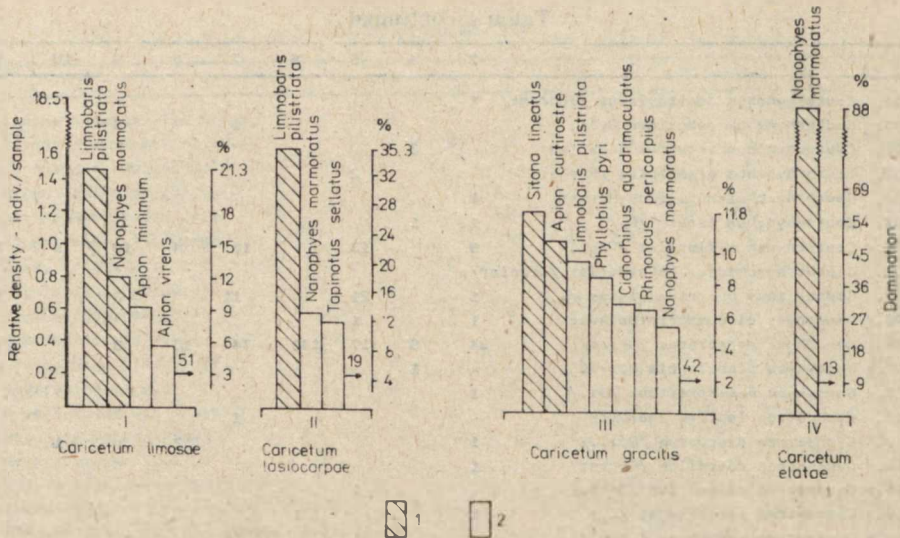 Relative density - indiv./sample
18.5
1.6
1.4
1.2
1.0
0.8
0.6
0.4
0.2
Limnobaris
pilistriata
Nanophyes marmoratus
Apion minimum
Apion virens
51
%
21.3
18
15
12
9
6
3
I
Caricetum limosae
Limnobaris
pilistriata
Nanophyes marmoratus
Tapinotus sellatus
19
%
35.3
32
28
24
20
16
12
6
4
II
Caricetum
lasiocarpae
Sitona lineatus
Apion curtirostre
Limnobaris pilistriata
Phyllobius pyri
Cidnorhinus quadrimaculatus
Rhinoncus pericarpius
Nanophyes marmoratus
42
%
11.8
10
8
6
4
2
III
Caricetum gracilis
Nanophyes
marmoratus
13
%
88
69
54
45
36
27
18
9
Domination
IV
Caricetum
elatae
1
2